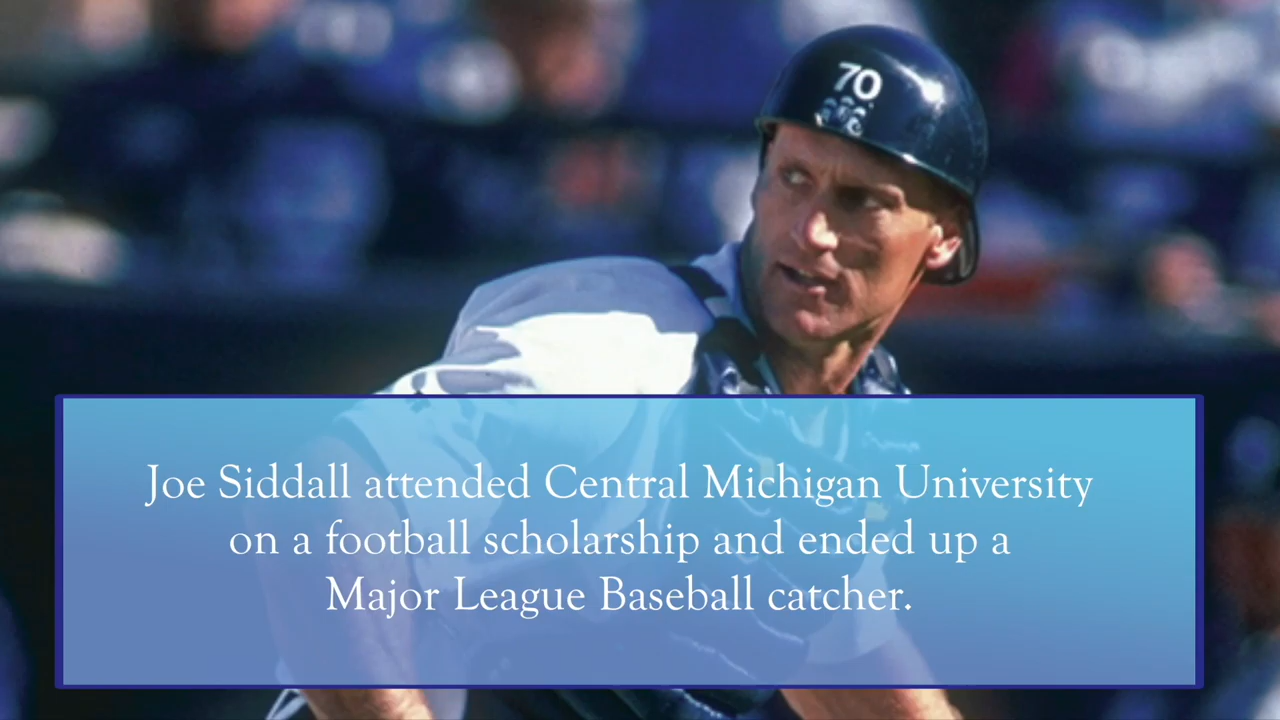 70
Joe Siddall attended Central Michigan University
on a football scholarship and ended up a
Major League Baseball catcher.